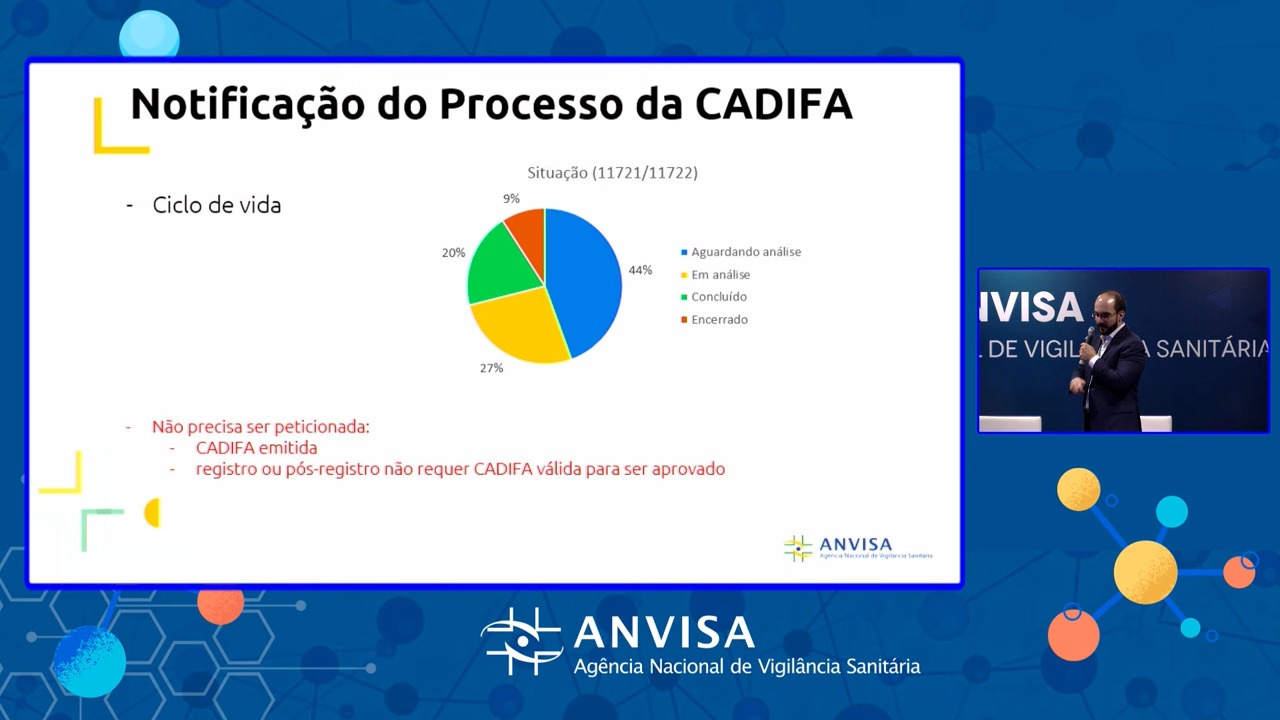 Notificação do Processo da CADIFA
- Ciclo de vida
Situação (11721/11722)
9%
20%
44%
27%
Aguardando análise
Em análise
Concluído
Encerrado
- Não precisa ser peticionada:
- CADIFA emitida
- registro ou pós-registro não requer CADIFA válida para ser aprovado
ANVISA
Agência Nacional de Vigilância Sanitária
NVISA
L DE VIGIL A SANITÁRIA
ANVISA
Agência Nacional de Vigilância Sanitária